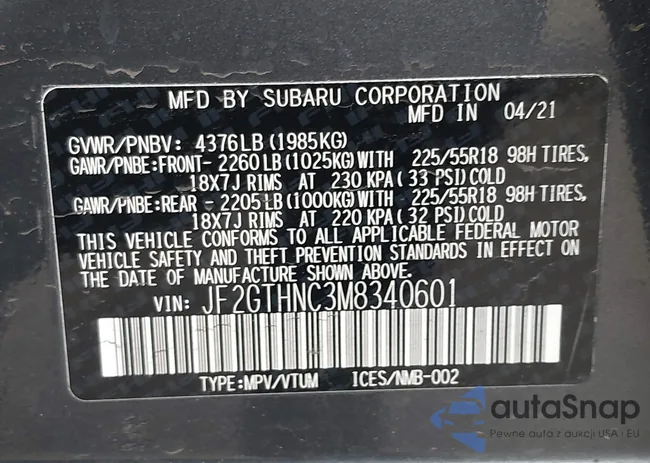 MFD BY SUBARU CORPORATION
MFD IN 04/21
GVWR/PNBV: 4376LB (1985KG)
GAWR/PNBE:FRONT- 2260LB (1025KG) WITH 225/55R18 98H TIRES,
18X7J RIMS AT 230 KPA ( 33 PSI) COLD
GAWR/PNBE:REAR - 2205LB (1000KG) WITH 225/55R18 98H TIRES,
18X7J RIMS AT 220 KPA ( 32 PSI) COLD
THIS VEHICLE CONFORMS TO ALL APPLICABLE FEDERAL MOTOR
VEHICLE SAFETY AND THEFT PREVENTION STANDARDS IN EFFECT ON
THE DATE OF MANUFACTURE SHOWN ABOVE.
VIN: JF2GTHNC3M8340601
TYPE:MPV/VTUM ICES/NMB-002
autaSnap
Pewne auta z aukcji USA i EU